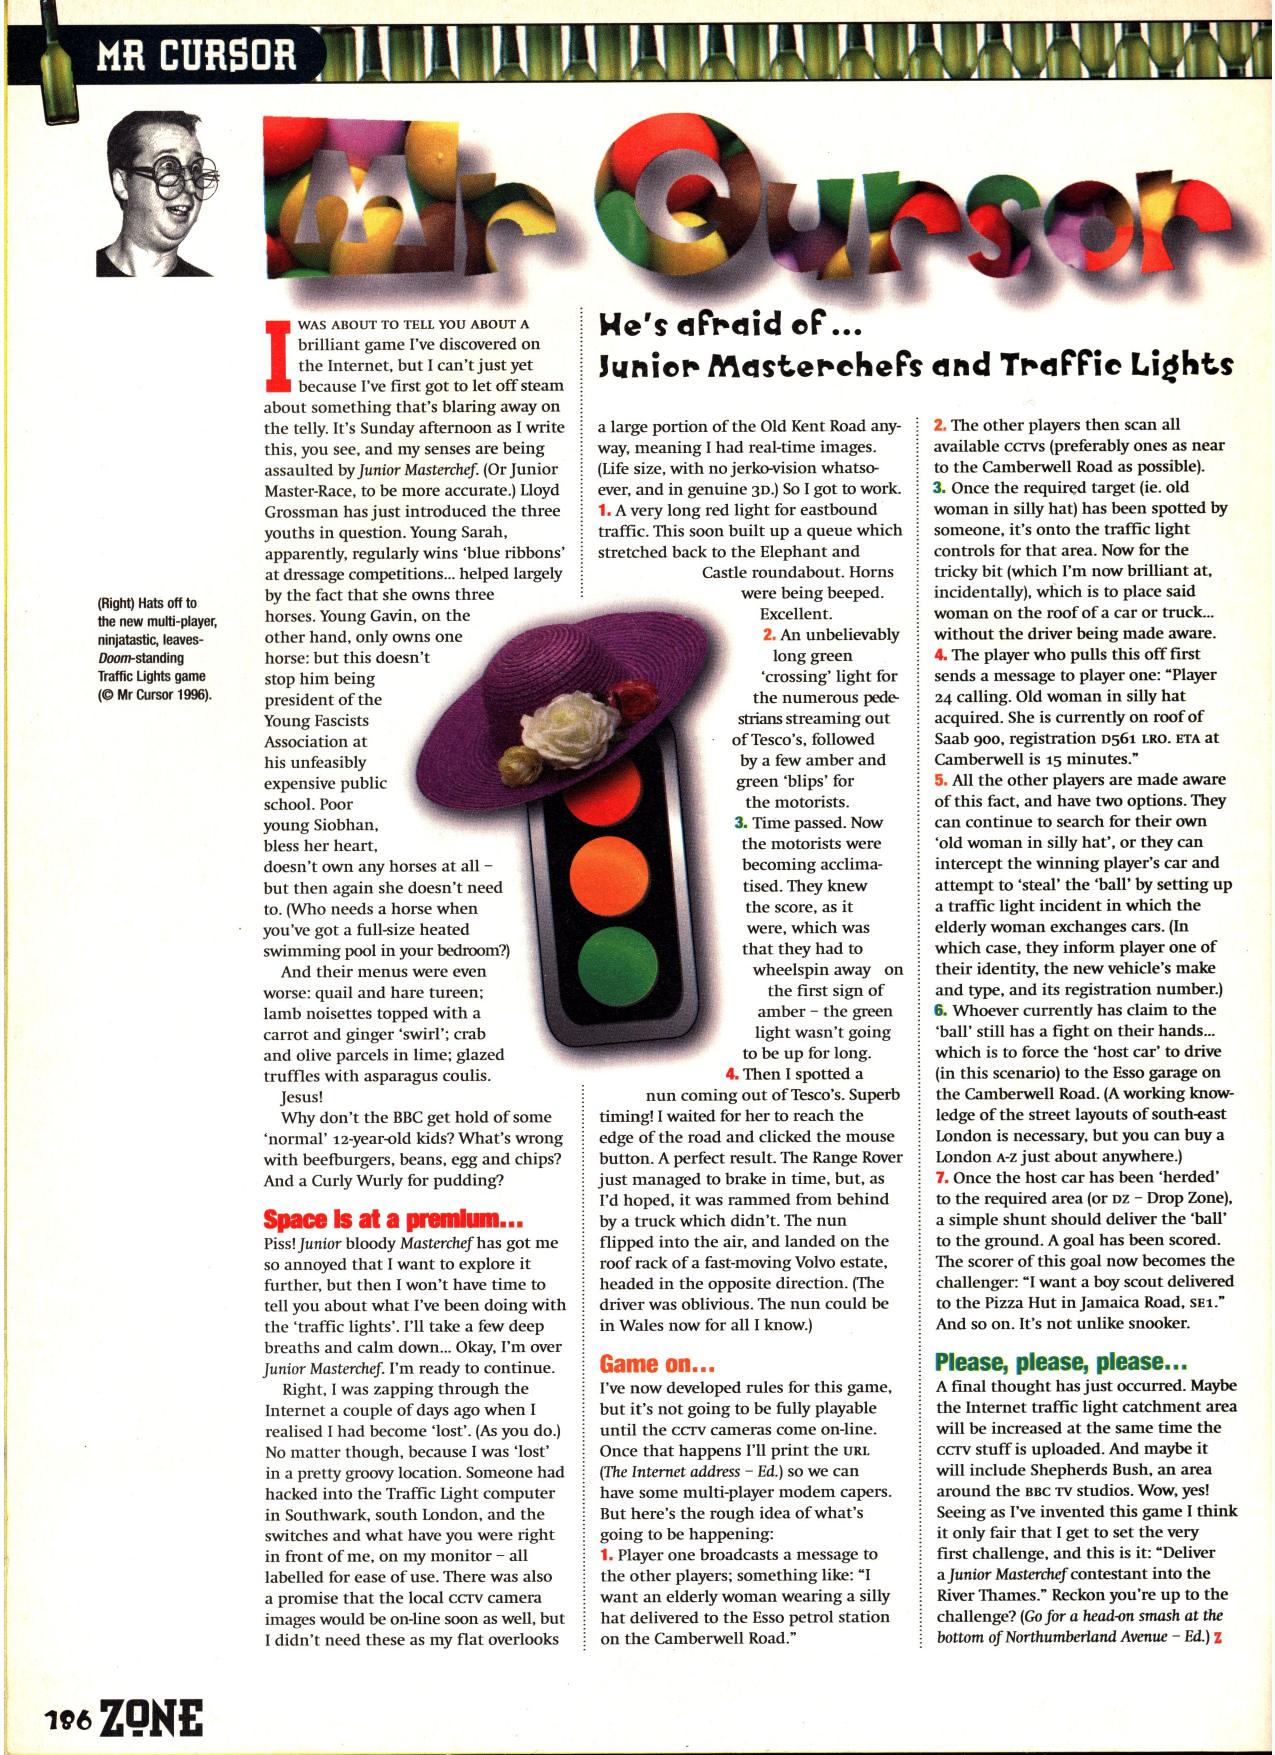 MR CURSOR
Mr Cursor
He's afraid of...
Junior Masterchefs and Traffic Lights
(Right) Hats off to
the new multi-player,
ninjatastic, leaves-
Doom-standing
Traffic Lights game
(© Mr Cursor 1996).
I WAS ABOUT TO TELL YOU ABOUT A
brilliant game I've discovered on
the Internet, but I can't just yet
because I've first got to let off steam
about something that's blaring away on
the telly. It's Sunday afternoon as I write
this, you see, and my senses are being
assaulted by Junior Masterchef. (Or Junior
Master-Race, to be more accurate.) Lloyd
Grossman has just introduced the three
youths in question. Young Sarah,
apparently, regularly wins 'blue ribbons'
at dressage competitions... helped largely
by the fact that she owns three
horses. Young Gavin, on the
other hand, only owns one
horse: but this doesn't
stop him being
president of the
Young Fascists
Association at
his unfeasibly
expensive public
school. Poor
young Siobhan,
bless her heart,
doesn't own any horses at all –
but then again she doesn't need
to. (Who needs a horse when
you've got a full-size heated
swimming pool in your bedroom?)
And their menus were even
worse: quail and hare tureen;
lamb noisettes topped with a
carrot and ginger 'swirl'; crab
and olive parcels in lime; glazed
truffles with asparagus coulis.
Jesus!
Why don't the BBC get hold of some
'normal' 12-year-old kids? What's wrong
with beefburgers, beans, egg and chips?
And a Curly Wurly for pudding?
Space is at a premium...
Piss! Junior bloody Masterchef has got me
so annoyed that I want to explore it
further, but then I won't have time to
tell you about what I've been doing with
the 'traffic lights'. I'll take a few deep
breaths and calm down... Okay, I'm over
Junior Masterchef. I'm ready to continue.
Right, I was zapping through the
Internet a couple of days ago when I
realised I had become 'lost'. (As you do.)
No matter though, because I was 'lost'
in a pretty groovy location. Someone had
hacked into the Traffic Light computer
in Southwark, south London, and the
switches and what have you were right
in front of me, on my monitor – all
labelled for ease of use. There was also
a promise that the local CCTV camera
images would be on-line soon as well, but
I didn't need these as my flat overlooks
a large portion of the Old Kent Road any-
way, meaning I had real-time images.
(Life size, with no jerko-vision whatso-
ever, and in genuine 3D.) So I got to work.
1. A very long red light for eastbound
traffic. This soon built up a queue which
stretched back to the Elephant and
Castle roundabout. Horns
were being beeped.
Excellent.
2. An unbelievably
long green
'crossing' light for
the numerous pede-
strians streaming out
of Tesco's, followed
by a few amber and
green 'blips' for
the motorists.
3. Time passed. Now
the motorists were
becoming acclima-
tised. They knew
the score, as it
were, which was
that they had to
wheelspin away on
the first sign of
amber – the green
light wasn't going
to be up for long.
4. Then I spotted a
nun coming out of Tesco's. Superb
timing! I waited for her to reach the
edge of the road and clicked the mouse
button. A perfect result. The Range Rover
just managed to brake in time, but, as
I'd hoped, it was rammed from behind
by a truck which didn't. The nun
flipped into the air, and landed on the
roof rack of a fast-moving Volvo estate,
headed in the opposite direction. (The
driver was oblivious. The nun could be
in Wales now for all I know.)
Game on...
I've now developed rules for this game,
but it's not going to be fully playable
until the CCTV cameras come on-line.
Once that happens I'll print the URL
(The Internet address – Ed.) so we can
have some multi-player modem capers.
But here's the rough idea of what's
going to be happening:
1. Player one broadcasts a message to
the other players; something like: "I
want an elderly woman wearing a silly
hat delivered to the Esso petrol station
on the Camberwell Road."
2. The other players then scan all
available CCTVs (preferably ones as near
to the Camberwell Road as possible).
3. Once the required target (ie. old
woman in silly hat) has been spotted by
someone, it's onto the traffic light
controls for that area. Now for the
tricky bit (which I'm now brilliant at,
incidentally), which is to place said
woman on the roof of a car or truck...
without the driver being made aware.
4. The player who pulls this off first
sends a message to player one: "Player
24 calling. Old woman in silly hat
acquired. She is currently on roof of
Saab 900, registration D561 LRO. ETA at
Camberwell is 15 minutes."
5. All the other players are made aware
of this fact, and have two options. They
can continue to search for their own
'old woman in silly hat', or they can
intercept the winning player's car and
attempt to 'steal' the 'ball' by setting up
a traffic light incident in which the
elderly woman exchanges cars. (In
which case, they inform player one of
their identity, the new vehicle's make
and type, and its registration number.)
6. Whoever currently has claim to the
'ball' still has a fight on their hands...
which is to force the 'host car' to drive
(in this scenario) to the Esso garage on
the Camberwell Road. (A working know-
ledge of the street layouts of south-east
London is necessary, but you can buy a
London A-Z just about anywhere.)
7. Once the host car has been 'herded'
to the required area (or DZ – Drop Zone),
a simple shunt should deliver the 'ball'
to the ground. A goal has been scored.
The scorer of this goal now becomes the
challenger: "I want a boy scout delivered
to the Pizza Hut in Jamaica Road, SE1."
And so on. It's not unlike snooker.
Please, please, please...
A final thought has just occurred. Maybe
the Internet traffic light catchment area
will be increased at the same time the
CCTV stuff is uploaded. And maybe it
will include Shepherds Bush, an area
around the BBC TV studios. Wow, yes!
Seeing as I've invented this game I think
it only fair that I get to set the very
first challenge, and this is it: "Deliver
a Junior Masterchef contestant into the
River Thames." Reckon you're up to the
challenge? (Go for a head-on smash at the
bottom of Northumberland Avenue – Ed.) Z
186 ZONE